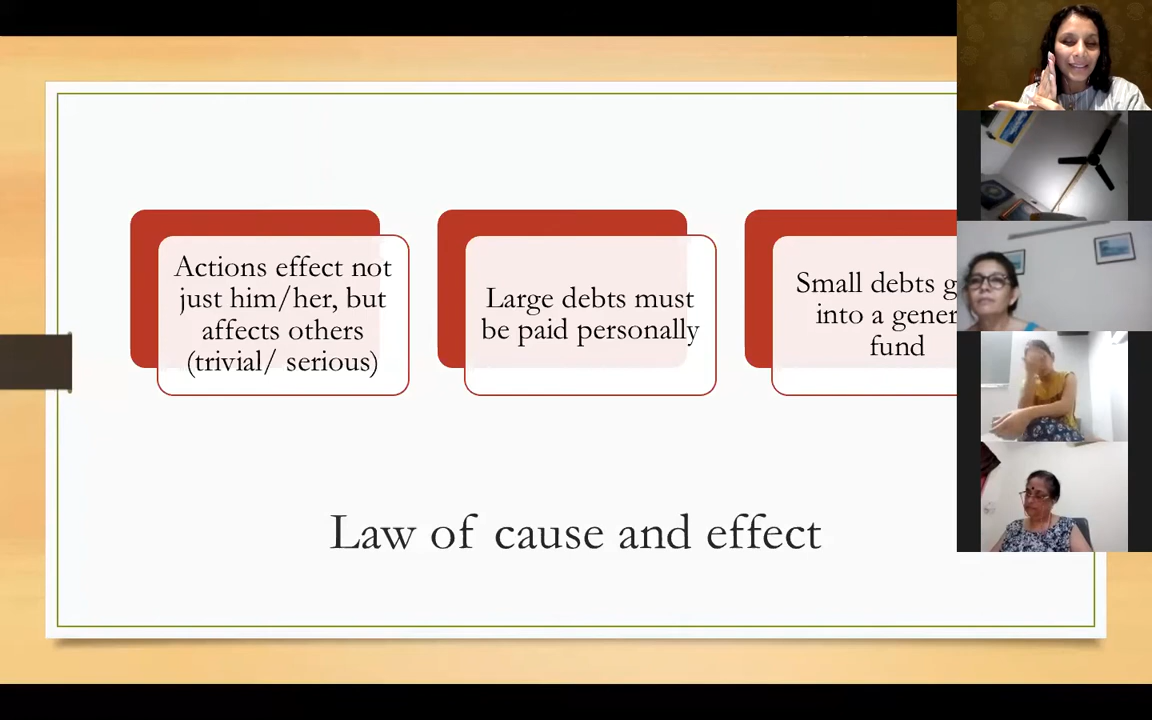 Actions effect not
just him/her, but
affects others
(trivial/ serious)
Large debts must
be paid personally
Small debts
into a
fund
Law of cause and effect